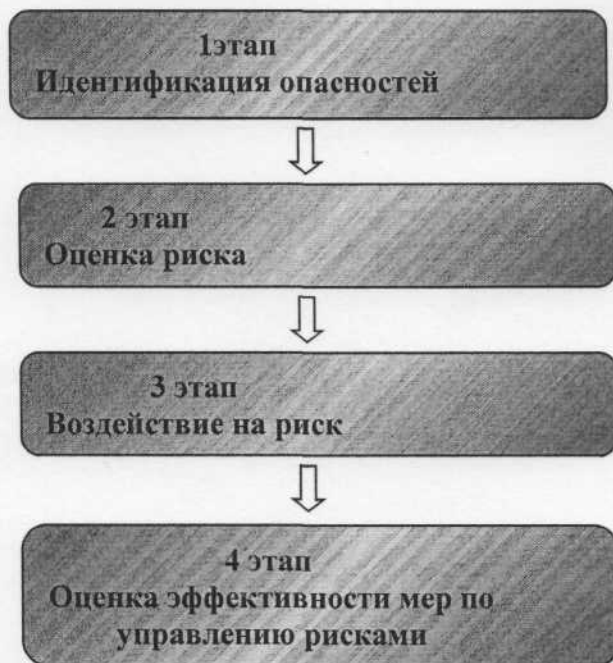 1этап
Идентификация опасностей
2 этап
Оценка риска
3 этап
Воздействие на риск
4 этап
Оценка эффективности мер по
управлению рисками